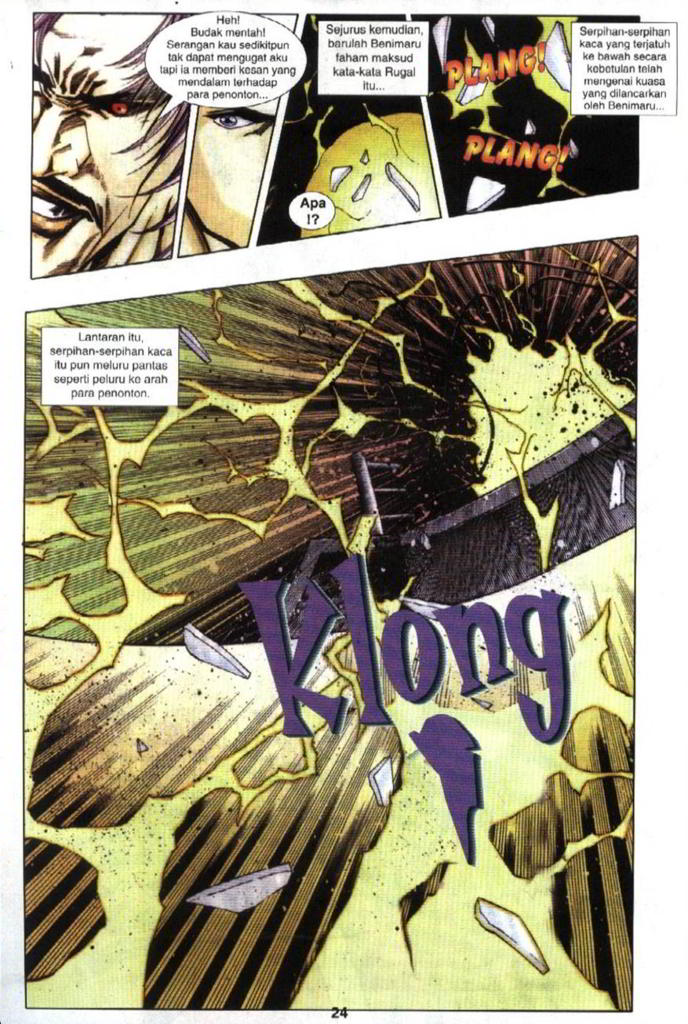 Heh!
Budak mentah!
Serangan kau sedikitpun
tak dapat mengugat aku
tapi ia memberi kesan yang
mendalam terhadap
para penonton...
Sejurus kemudian,
barulah Benimaru
faham maksud
kata-kata Rugal
itu...
Apa
!?
PLANG!
PLANG!
Serpihan-serpihan
kaca yang terjatuh
ke bawah secara
kebetulan telah
mengenai kuasa
yang dilancarkan
oleh Benimaru...
Lantaran itu,
serpihan-serpihan kaca
itu pun meluru pantas
seperti peluru ke arah
para penonton.
Klong
!
24